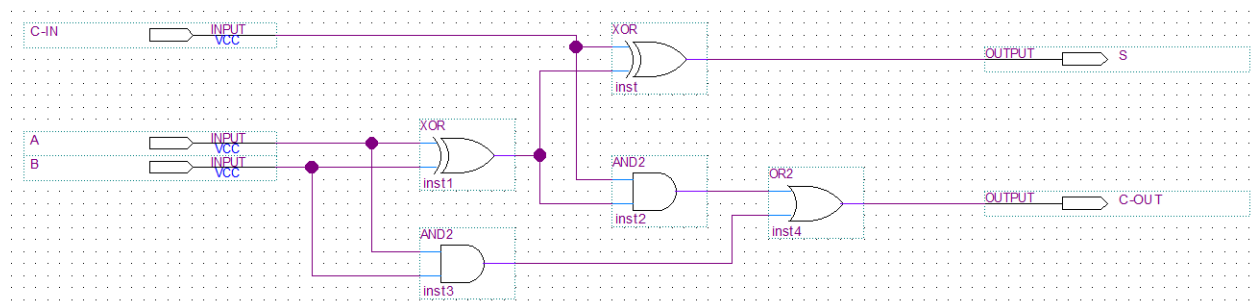 C-IN
INPUT
VCC
XOR
inst
OUTPUT
S
A
INPUT
VCC
B
INPUT
VCC
XOR
inst1
AND2
inst2
OR2
inst4
OUTPUT
C-OUT
AND2
inst3